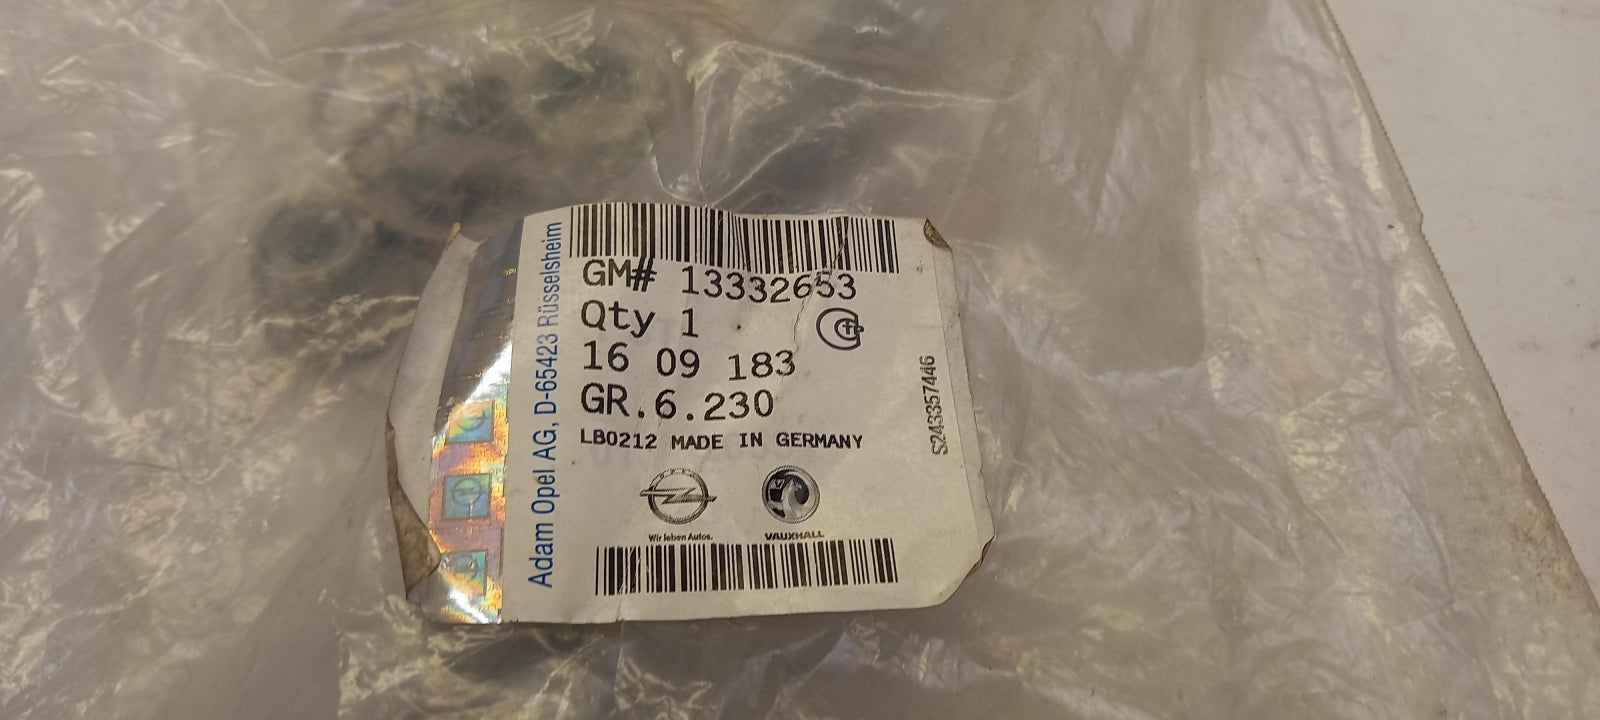 Adam Opel AG, D-65423 Rüsselsheim
GM# 13332653
Qty 1
16 09 183
GR.6.230
LB0212 MADE IN GERMANY
Wir leben Autos.
VAUXHALL
S243357446